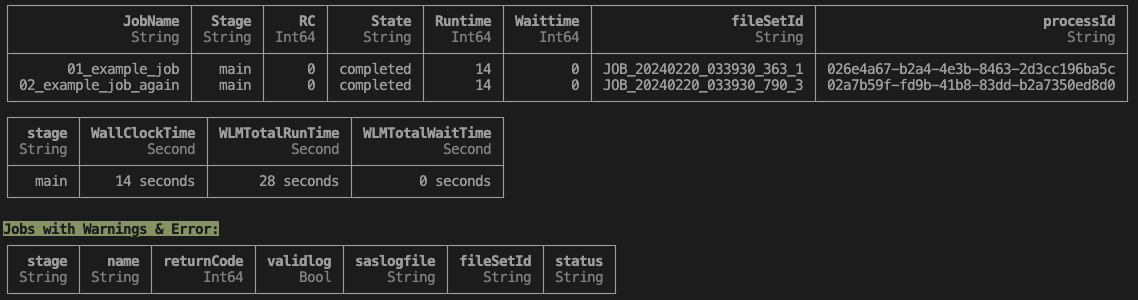 JobName Stage RC State Runtime Waittime fileSetId processId
String String Int64 String Int64 Int64 String String
01_example_job main 0 completed 14 0 JOB_20240220_033930_363_1 026e4a67-b2a4-4e3b-8463-2d3cc196ba5c
02_example_job_again main 0 completed 14 0 JOB_20240220_033930_790_3 02a7b59f-fd9b-41b8-83dd-b2a7350ed8d0
stage WallClockTime WLMTotalRunTime WLMTotalWaitTime
String Second Second Second
main 14 seconds 28 seconds 0 seconds
Jobs with Warnings & Error:
stage name returnCode validlog saslogfile fileSetId status
String String Int64 Bool String String String